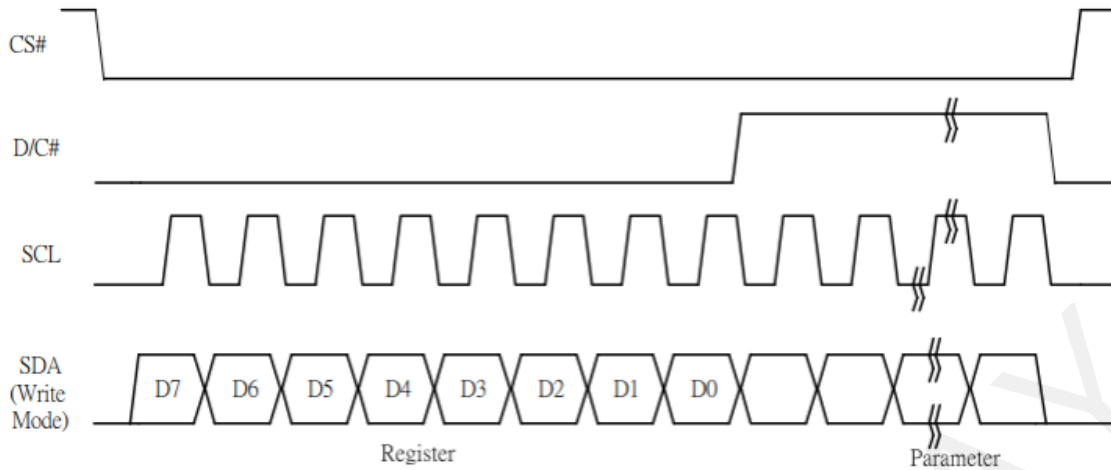 CS#
D/C#
SCL
SDA
(Write
Mode)
D7 D6 D5 D4 D3 D2 D1 D0
Register
Parameter